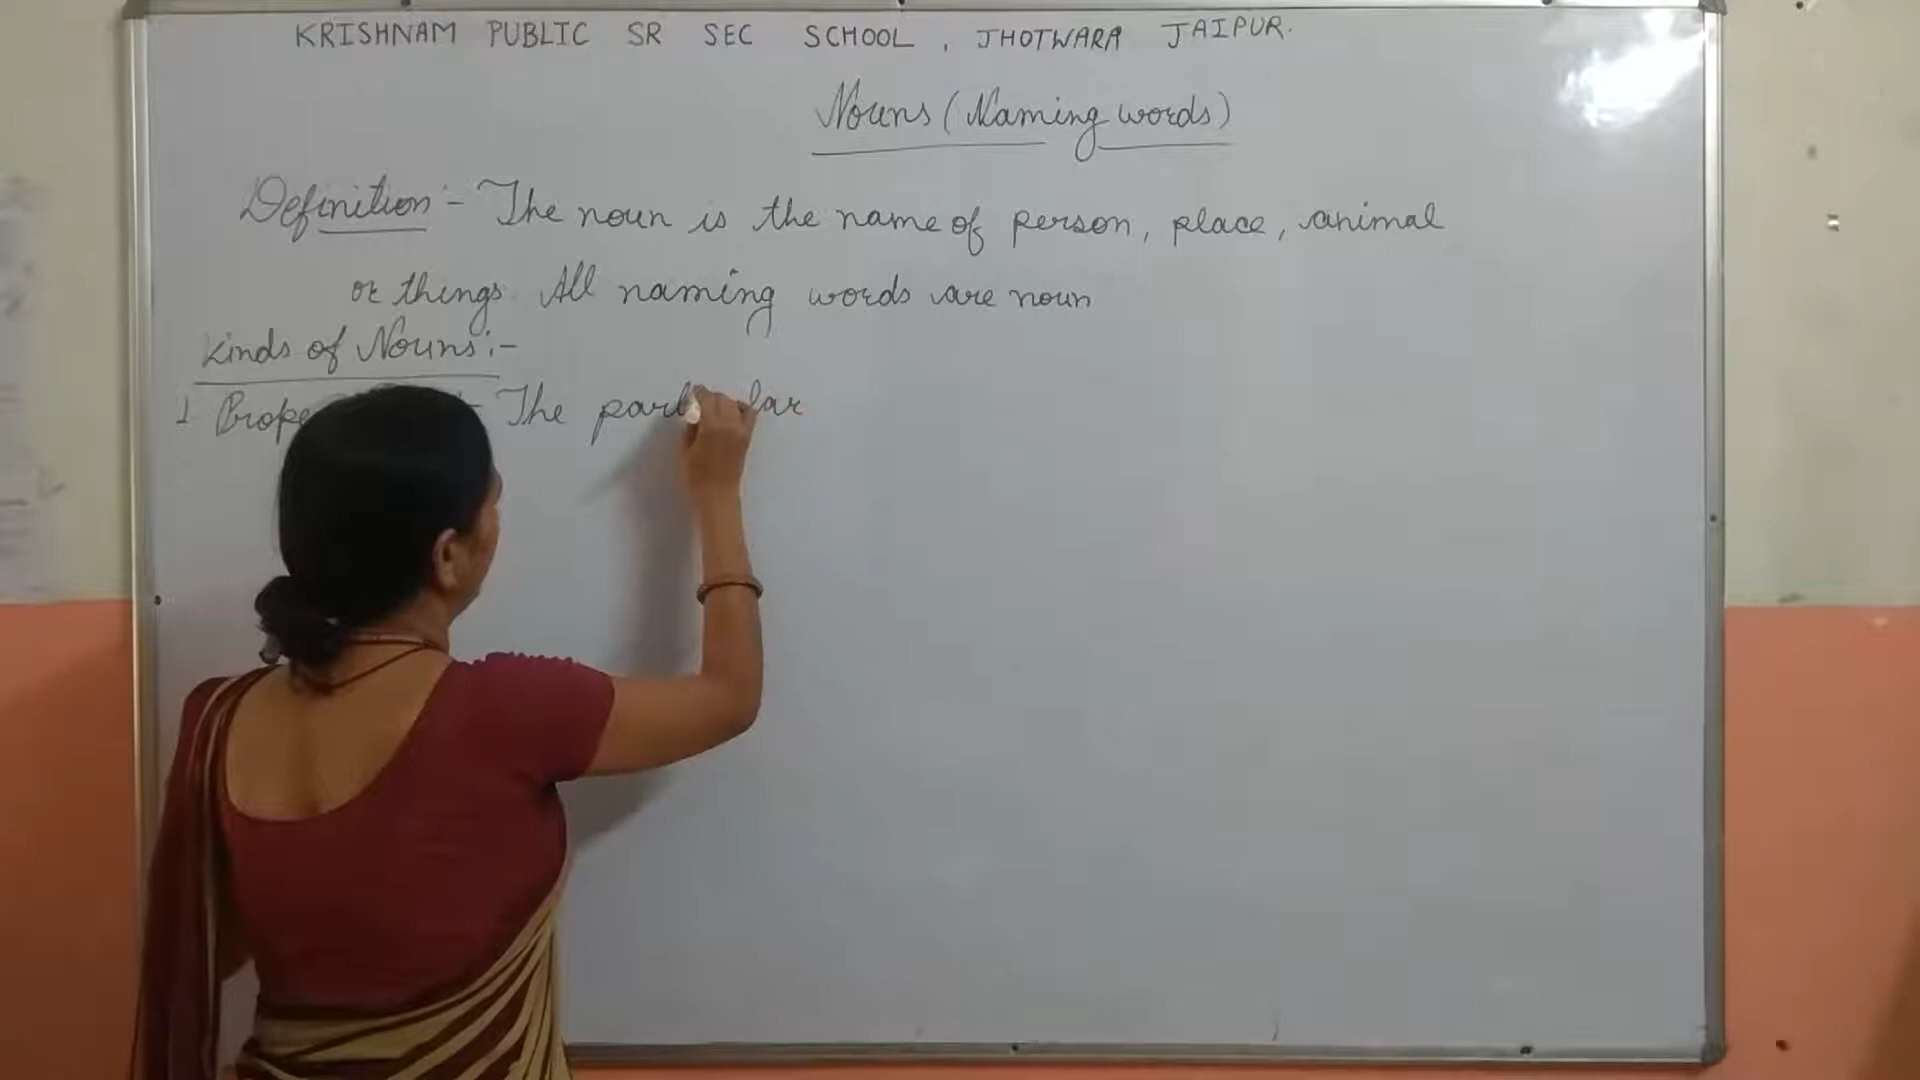 KRISHNAM PUBLIC SR SEC SCHOOL, JHOTWARA JAIPUR.
Nouns (Naming words)
Definition :- The noun is the name of person, place, animal
or things. All naming words are noun
Kinds of Nouns :-
1. The